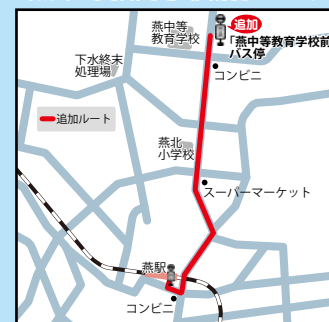 燕中等
教育学校
追加
「燕中等教育学校前
バス停
下水終末
処理場
コンビニ
追加ルート
燕北
小学校
スーパーマーケット
燕駅
コンビニ